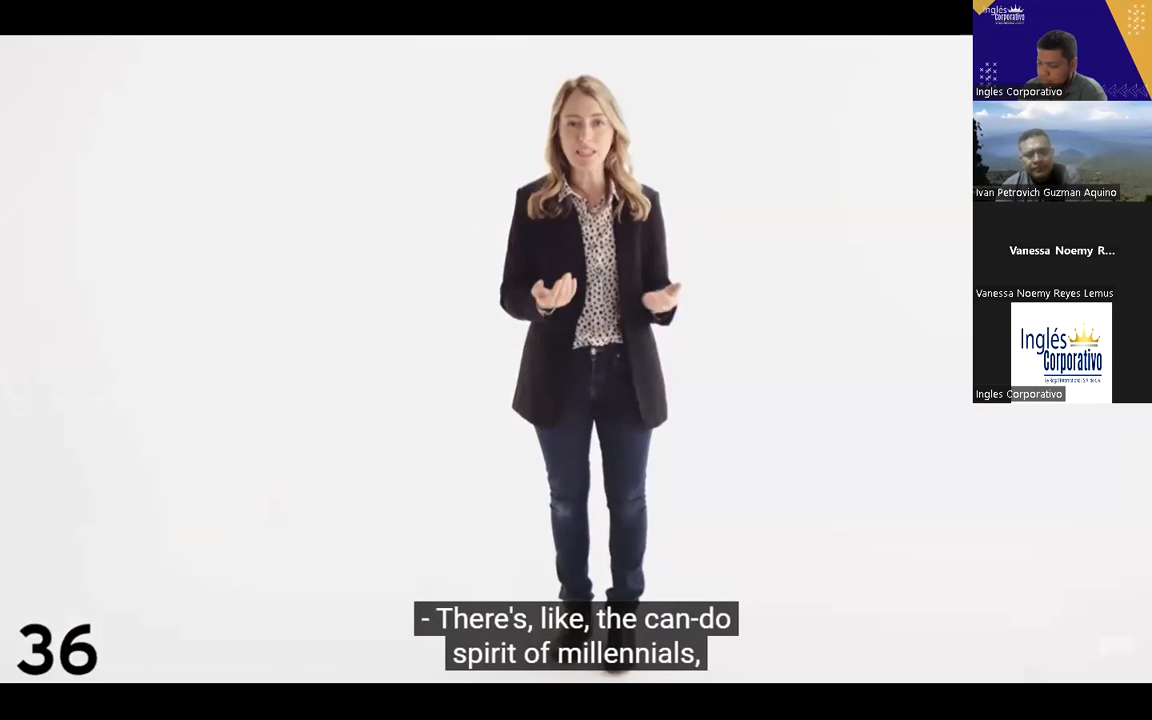 - There's, like, the can-do
spirit of millennials,
36
Inglés
Corporativo
Ingles Corporativo
Ivan Petrovich Guzman Aquino
Vanessa Noemy R...
Vanessa Noemy Reyes Lemus
Inglés
Corporativo
Ingles Corporativo